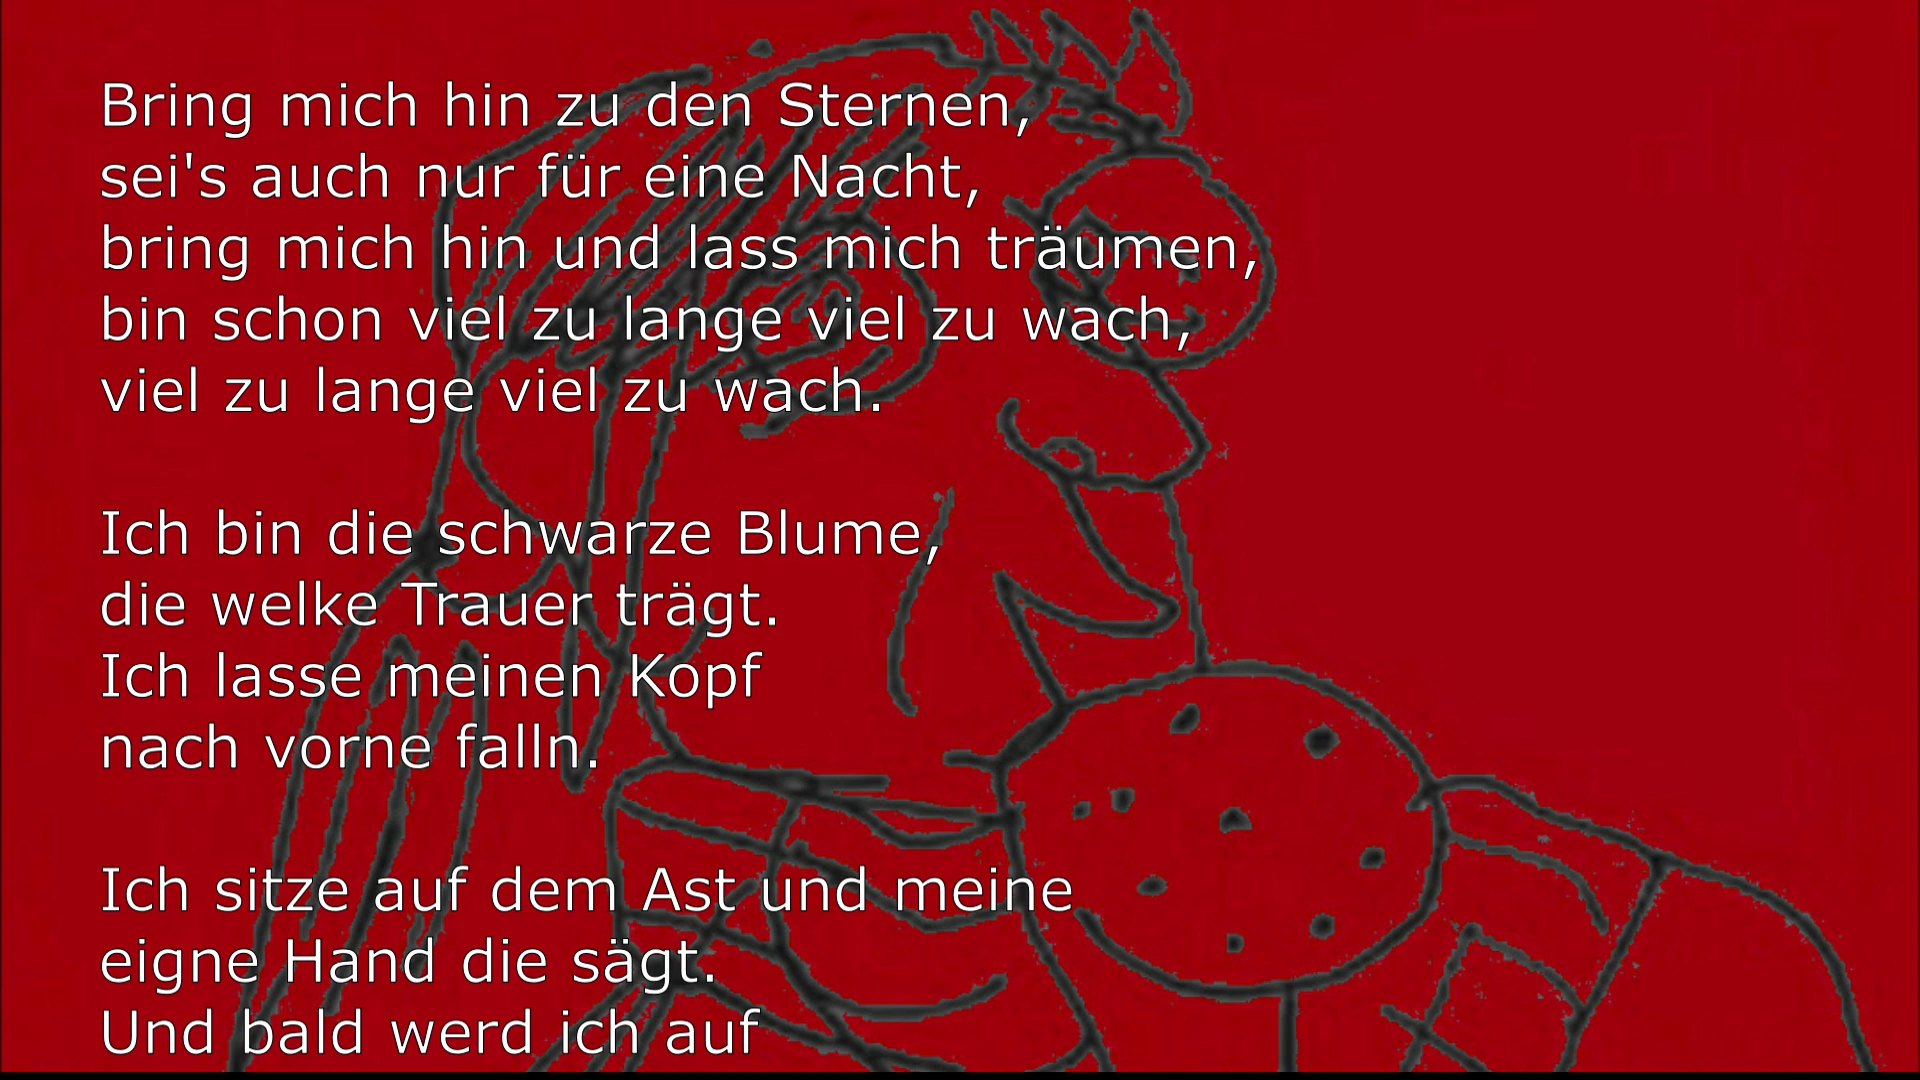 Bring mich hin zu den Sternen,
sei's auch nur für eine Nacht,
bring mich hin und lass mich träumen,
bin schon viel zu lange viel zu wach,
viel zu lange viel zu wach.
Ich bin die schwarze Blume,
die welke Trauer trägt.
Ich lasse meinen Kopf
nach vorne falln.
Ich sitze auf dem Ast und meine
eigne Hand die sägt.
Und bald werd ich auf